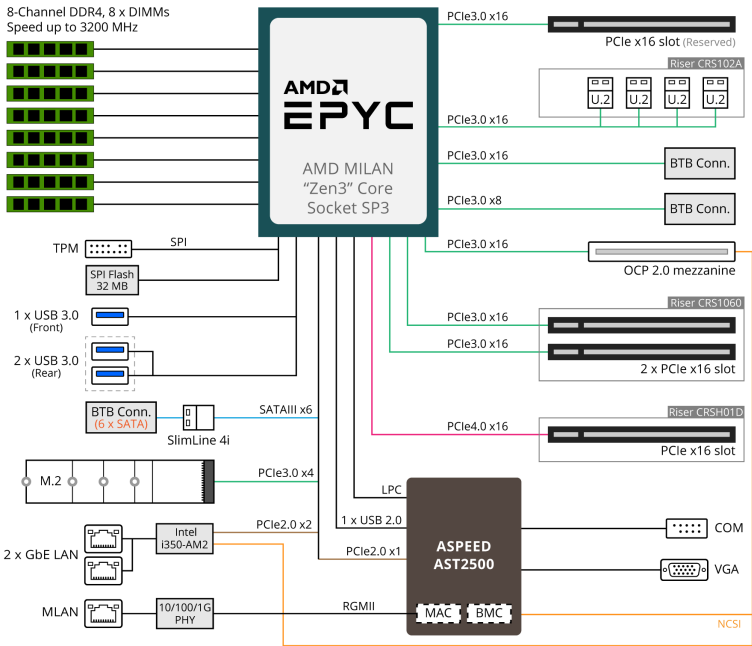 8-Channel DDR4, 8 x DIMMs
Speed up to 3200 MHz
AMD
EPYC
AMD MILAN
“Zen3” Core
Socket SP3
PCIe3.0 x16
PCIe x16 slot (Reserved)
Riser CRS102A
U.2 U.2 U.2 U.2
PCIe3.0 x16
PCIe3.0 x16
BTB Conn.
PCIe3.0 x8
BTB Conn.
PCIe3.0 x16
OCP 2.0 mezzanine
TPM
SPI
SPI Flash
32 MB
1 x USB 3.0
(Front)
2 x USB 3.0
(Rear)
Riser CRS1060
PCIe3.0 x16
PCIe3.0 x16
2 x PCIe x16 slot
BTB Conn.
(6 x SATA)
SlimLine 4i
SATAIII x6
Riser CRSH01D
PCIe4.0 x16
PCIe x16 slot
M.2
PCIe3.0 x4
LPC
1 x USB 2.0
PCIe2.0 x2
PCIe2.0 x1
2 x GbE LAN
Intel
i350-AM2
ASPEED
AST2500
COM
VGA
MLAN
10/100/1G
PHY
RGMII
MAC
BMC
NCSI